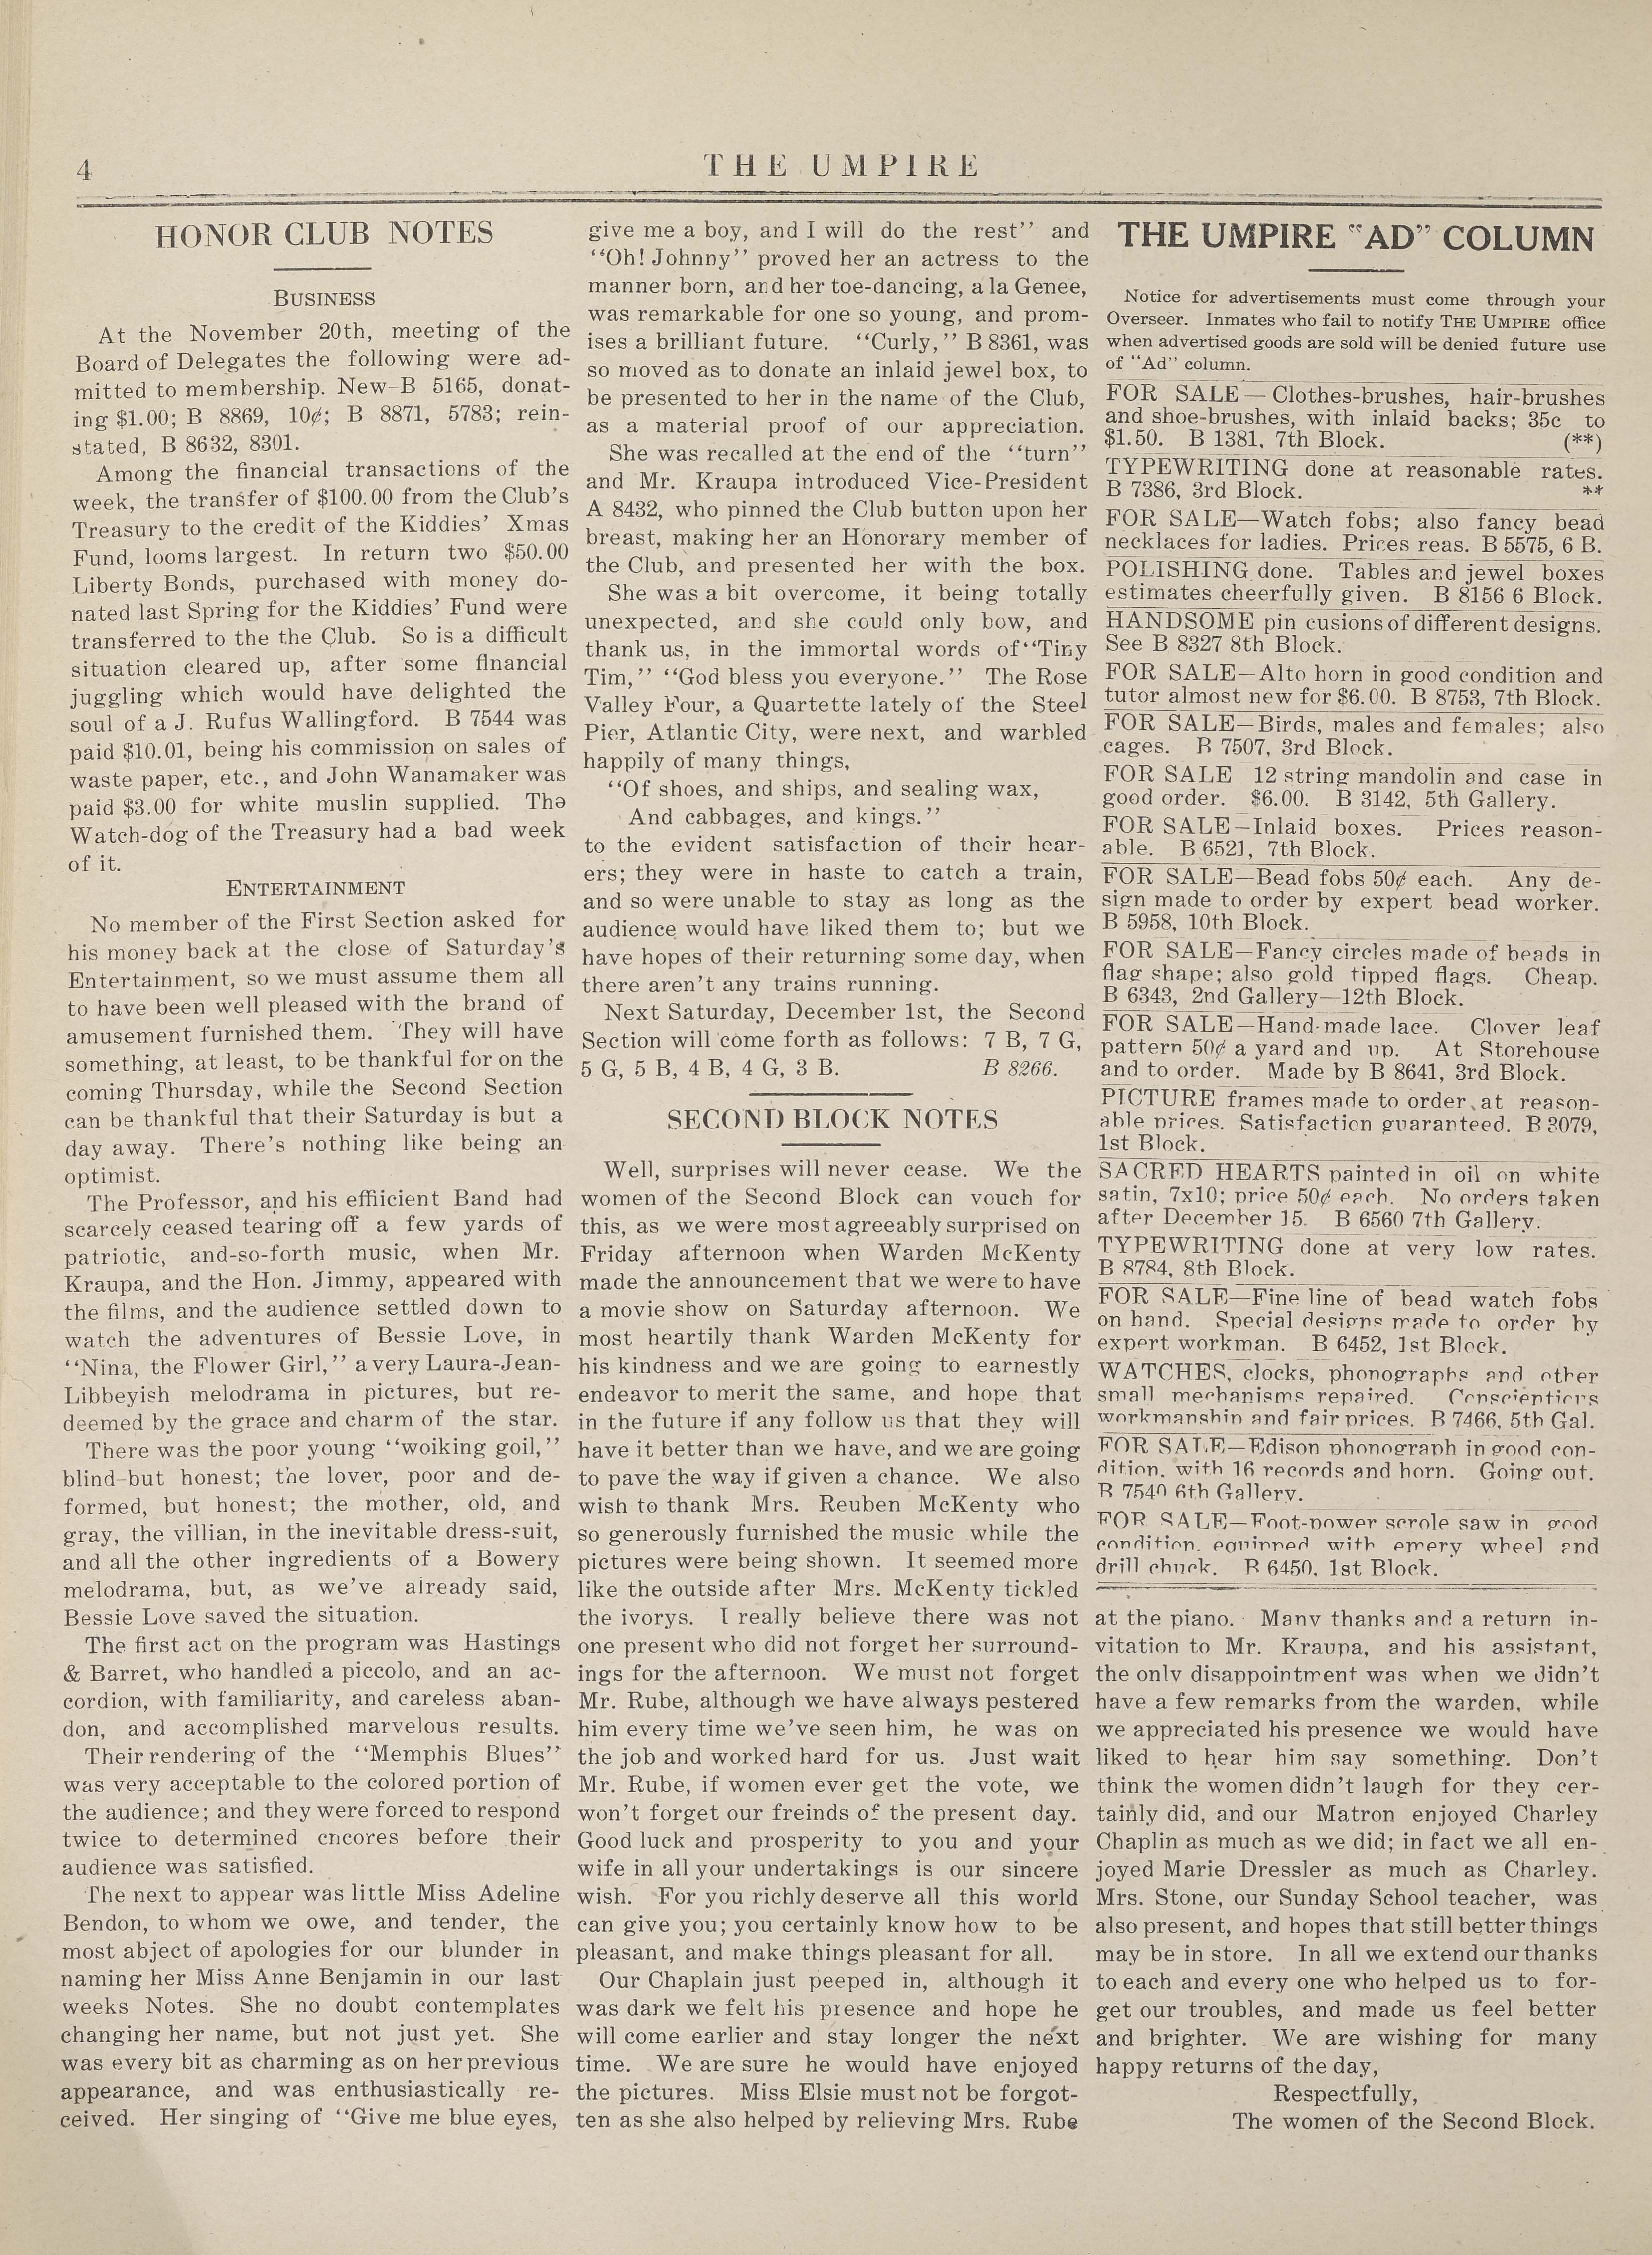 4
THE UMPIRE
HONOR CLUB NOTES
BUSINESS
At the November 20th, meeting of the
Board of Delegates the following were ad-
mitted to membership. New-B 5165, donat-
ing $1.00; B 8869, 10¢; B 8871, 5783; rein-
stated, B 8632, 8301.
Among the financial transactions of the
week, the transfer of $100.00 from the Club's
Treasury to the credit of the Kiddies' Xmas
Fund, looms largest. In return two $50.00
Liberty Bonds, purchased with money do-
nated last Spring for the Kiddies' Fund were
transferred to the the Club. So is a difficult
situation cleared up, after some financial
juggling which would have delighted the
soul of a J. Rufus Wallingford. B 7544 was
paid $10.01, being his commission on sales of
waste paper, etc., and John Wanamaker was
paid $3.00 for white muslin supplied. The
Watch-dog of the Treasury had a bad week
of it.
ENTERTAINMENT
No member of the First Section asked for
his money back at the close of Saturday's
Entertainment, so we must assume them all
to have been well pleased with the brand of
amusement furnished them. They will have
something, at least, to be thankful for on the
coming Thursday, while the Second Section
can be thankful that their Saturday is but a
day away. There's nothing like being an
optimist.
The Professor, and his effiicient Band had
scarcely ceased tearing off a few yards of
patriotic, and-so-forth music, when Mr.
Kraupa, and the Hon. Jimmy, appeared with
the films, and the audience settled down to
watch the adventures of Bessie Love, in
"Nina, the Flower Girl," a very Laura-Jean-
Libbeyish melodrama in pictures, but re-
deemed by the grace and charm of the star.
There was the poor young "woiking goil,"
blind-but honest; the lover, poor and de-
formed, but honest; the mother, old, and
gray, the villian, in the inevitable dress-suit,
and all the other ingredients of a Bowery
melodrama, but, as we've already said,
Bessie Love saved the situation.
The first act on the program was Hastings
& Barret, who handled a piccolo, and an ac-
cordion, with familiarity, and careless aban-
don, and accomplished marvelous results.
Their rendering of the "Memphis Blues"
was very acceptable to the colored portion of
the audience; and they were forced to respond
twice to determined encores before their
audience was satisfied.
The next to appear was little Miss Adeline
Bendon, to whom we owe, and tender, the
most abject of apologies for our blunder in
naming her Miss Anne Benjamin in our last
weeks Notes. She no doubt contemplates
changing her name, but not just yet. She
was every bit as charming as on her previous
appearance, and was enthusiastically re-
ceived. Her singing of "Give me blue eyes,
give me a boy, and I will do the rest" and
"Oh! Johnny" proved her an actress to the
manner born, and her toe-dancing, a la Genee,
was remarkable for one so young, and prom-
ises a brilliant future. "Curly," B 8361, was
so moved as to donate an inlaid jewel box, to
be presented to her in the name of the Club,
as a material proof of our appreciation.
She was recalled at the end of the "turn"
and Mr. Kraupa introduced Vice-President
A 8432, who pinned the Club button upon her
breast, making her an Honorary member of
the Club, and presented her with the box.
She was a bit overcome, it being totally
unexpected, and she could only bow, and
thank us, in the immortal words of "Tiny
Tim," "God bless you everyone." The Rose
Valley Four, a Quartette lately of the Steel
Pier, Atlantic City, were next, and warbled
happily of many things,
"Of shoes, and ships, and sealing wax,
And cabbages, and kings."
to the evident satisfaction of their hear-
ers; they were in haste to catch a train,
and so were unable to stay as long as the
audience would have liked them to; but we
have hopes of their returning some day, when
there aren't any trains running.
Next Saturday, December 1st, the Second
Section will come forth as follows: 7 B, 7 G,
5 G, 5 B, 4 B, 4 G, 3 B. B 8266.
SECOND BLOCK NOTES
Well, surprises will never cease. We the
women of the Second Block can vouch for
this, as we were most agreeably surprised on
Friday afternoon when Warden McKenty
made the announcement that we were to have
a movie show on Saturday afternoon. We
most heartily thank Warden McKenty for
his kindness and we are going to earnestly
endeavor to merit the same, and hope that
in the future if any follow us that they will
have it better than we have, and we are going
to pave the way if given a chance. We also
wish to thank Mrs. Reuben McKenty who
so generously furnished the music while the
pictures were being shown. It seemed more
like the outside after Mrs. McKenty tickled
the ivorys. I really believe there was not
one present who did not forget her surround-
ings for the afternoon. We must not forget
Mr. Rube, although we have always pestered
him every time we've seen him, he was on
the job and worked hard for us. Just wait
Mr. Rube, if women ever get the vote, we
won't forget our freinds of the present day.
Good luck and prosperity to you and your
wife in all your undertakings is our sincere
wish. For you richly deserve all this world
can give you; you certainly know how to be
pleasant, and make things pleasant for all.
Our Chaplain just peeped in, although it
was dark we felt his presence and hope he
will come earlier and stay longer the next
time. We are sure he would have enjoyed
the pictures. Miss Elsie must not be forgot-
ten as she also helped by relieving Mrs. Rube
THE UMPIRE "AD" COLUMN
Notice for advertisements must come through your
Overseer. Inmates who fail to notify THE UMPIRE office
when advertised goods are sold will be denied future use
of "Ad" column.
FOR SALE — Clothes-brushes, hair-brushes
and shoe-brushes, with inlaid backs; 35c to
$1.50. B 1381, 7th Block. (**)
TYPEWRITING done at reasonable rates.
B 7386, 3rd Block. **
FOR SALE—Watch fobs; also fancy bead
necklaces for ladies. Prices reas. B 5575, 6 B.
POLISHING done. Tables and jewel boxes
estimates cheerfully given. B 8156 6 Block.
HANDSOME pin cusions of different designs.
See B 8327 8th Block.
FOR SALE—Alto horn in good condition and
tutor almost new for $6.00. B 8753, 7th Block.
FOR SALE—Birds, males and females; also
cages. B 7507, 3rd Block.
FOR SALE 12 string mandolin and case in
good order. $6.00. B 3142, 5th Gallery.
FOR SALE—Inlaid boxes. Prices reason-
able. B 6521, 7th Block.
FOR SALE—Bead fobs 50¢ each. Any de-
sign made to order by expert bead worker.
B 5958, 10th Block.
FOR SALE—Fancy circles made of beads in
flag shape; also gold tipped flags. Cheap.
B 6343, 2nd Gallery—12th Block.
FOR SALE—Hand-made lace. Clover leaf
pattern 50¢ a yard and up. At Storehouse
and to order. Made by B 8641, 3rd Block.
PICTURE frames made to order at reason-
able prices. Satisfaction guaranteed. B 3079,
1st Block.
SACRED HEARTS painted in oil on white
satin, 7x10; price 50¢ each. No orders taken
after December 15. B 6560 7th Gallery.
TYPEWRITING done at very low rates.
B 8784, 8th Block.
FOR SALE—Fine line of bead watch fobs
on hand. Special designs made to order by
expert workman. B 6452, 1st Block.
WATCHES, clocks, phonographs and other
small mechanisms repaired. Conscientious
workmanship and fair prices. B 7466, 5th Gal.
FOR SALE—Edison phonograph in good con-
dition, with 16 records and horn. Going out.
B 7540 6th Gallery.
FOR SALE—Foot-power scrole saw in good
condition, equipped with emery wheel and
drill chuck. B 6450, 1st Block.
at the piano. Many thanks and a return in-
vitation to Mr. Kraupa, and his assistant,
the only disappointment was when we didn't
have a few remarks from the warden, while
we appreciated his presence we would have
liked to hear him say something. Don't
think the women didn't laugh for they cer-
tainly did, and our Matron enjoyed Charley
Chaplin as much as we did; in fact we all en-
joyed Marie Dressler as much as Charley.
Mrs. Stone, our Sunday School teacher, was
also present, and hopes that still better things
may be in store. In all we extend our thanks
to each and every one who helped us to for-
get our troubles, and made us feel better
and brighter. We are wishing for many
happy returns of the day,
Respectfully,
The women of the Second Block.